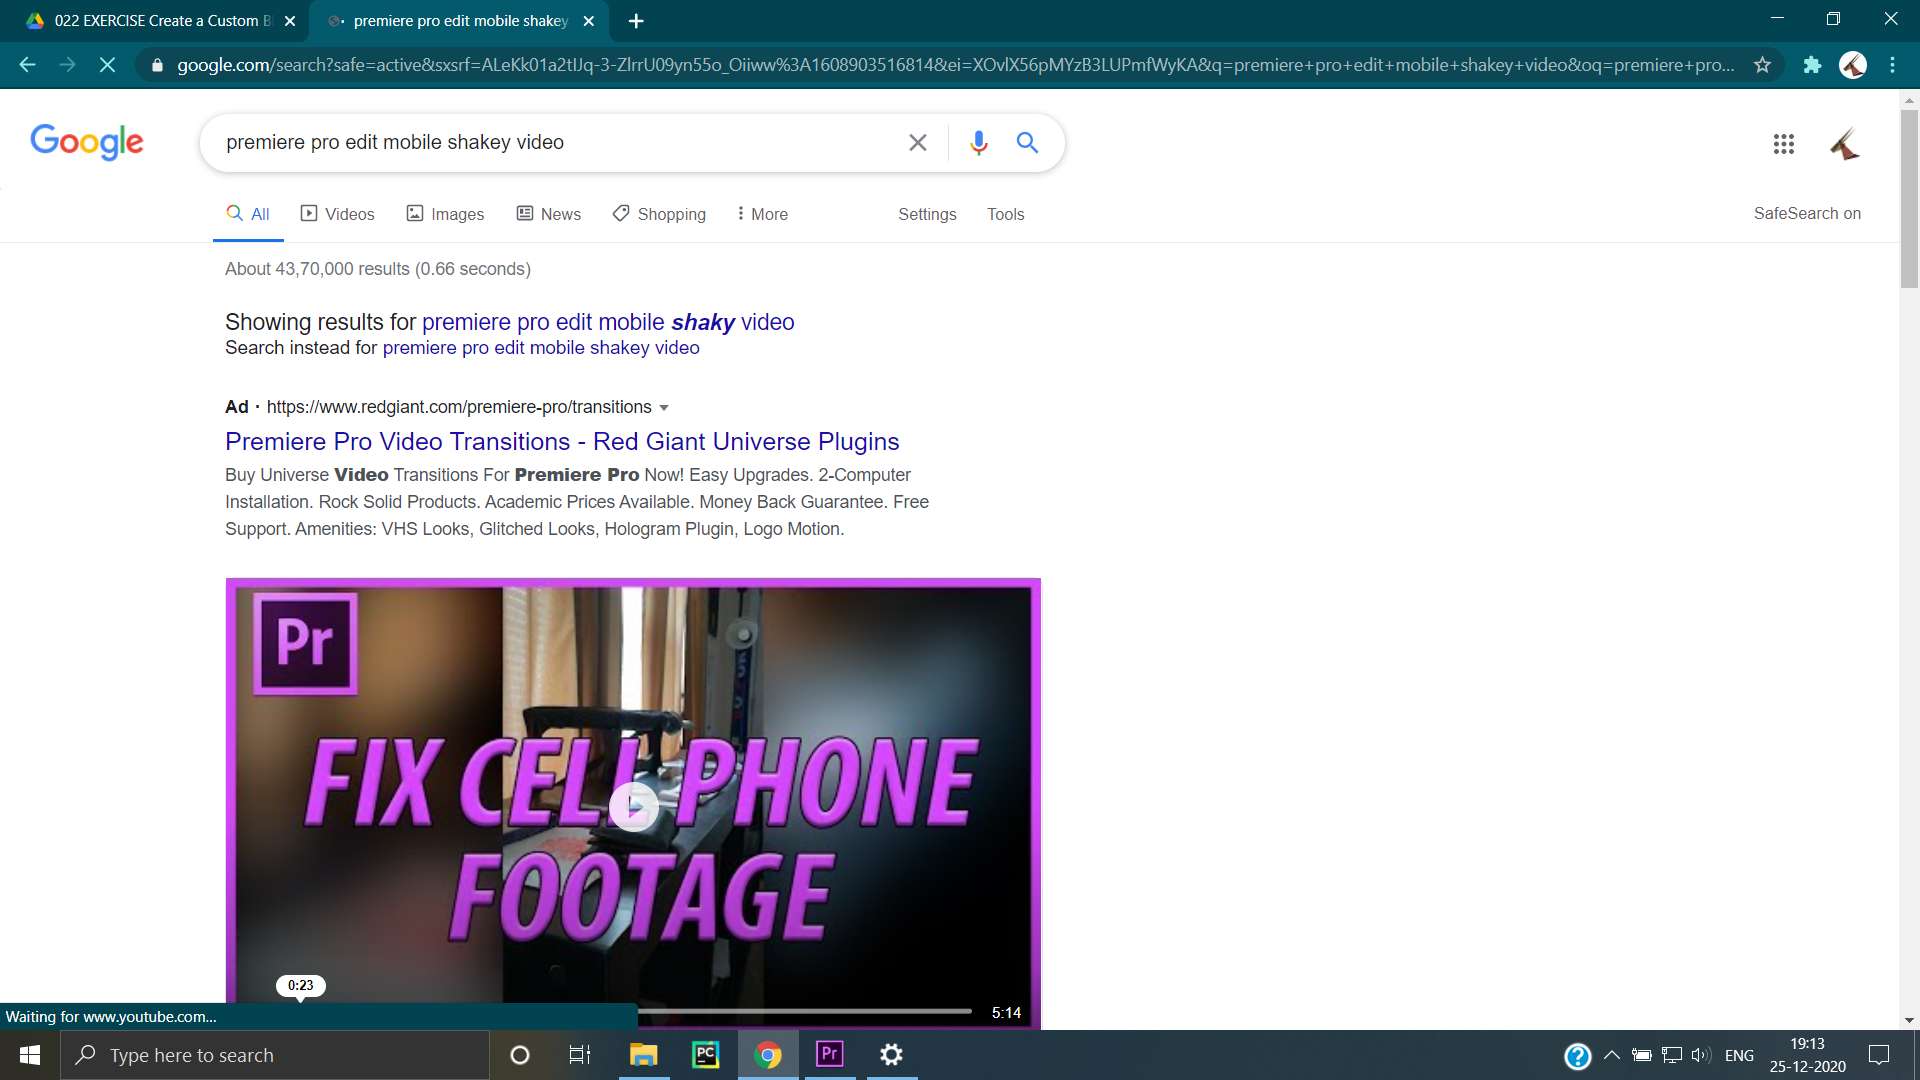 022 EXERCISE Create a Custom B
premiere pro edit mobile shakey
google.com/search?safe=active&sxsrf=ALeKk01a2tIJq-3-ZlrrU09yn55o_Oiiww%3A1608903516814&ei=XOvlX56pMYzB3LUPmfWyKA&q=premiere+pro+edit+mobile+shakey+video&oq=premiere+pro...
Google
premiere pro edit mobile shakey video
All
Videos
Images
News
Shopping
More
Settings
Tools
SafeSearch on
About 43,70,000 results (0.66 seconds)
Showing results for premiere pro edit mobile shaky video
Search instead for premiere pro edit mobile shakey video
Ad · https://www.redgiant.com/premiere-pro/transitions
Premiere Pro Video Transitions - Red Giant Universe Plugins
Buy Universe Video Transitions For Premiere Pro Now! Easy Upgrades. 2-Computer
Installation. Rock Solid Products. Academic Prices Available. Money Back Guarantee. Free
Support. Amenities: VHS Looks, Glitched Looks, Hologram Plugin, Logo Motion.
Pr
FIX CELL PHONE
FOOTAGE
0:23
5:14
Waiting for www.youtube.com...
Type here to search
PC
Pr
ENG
19:13
25-12-2020